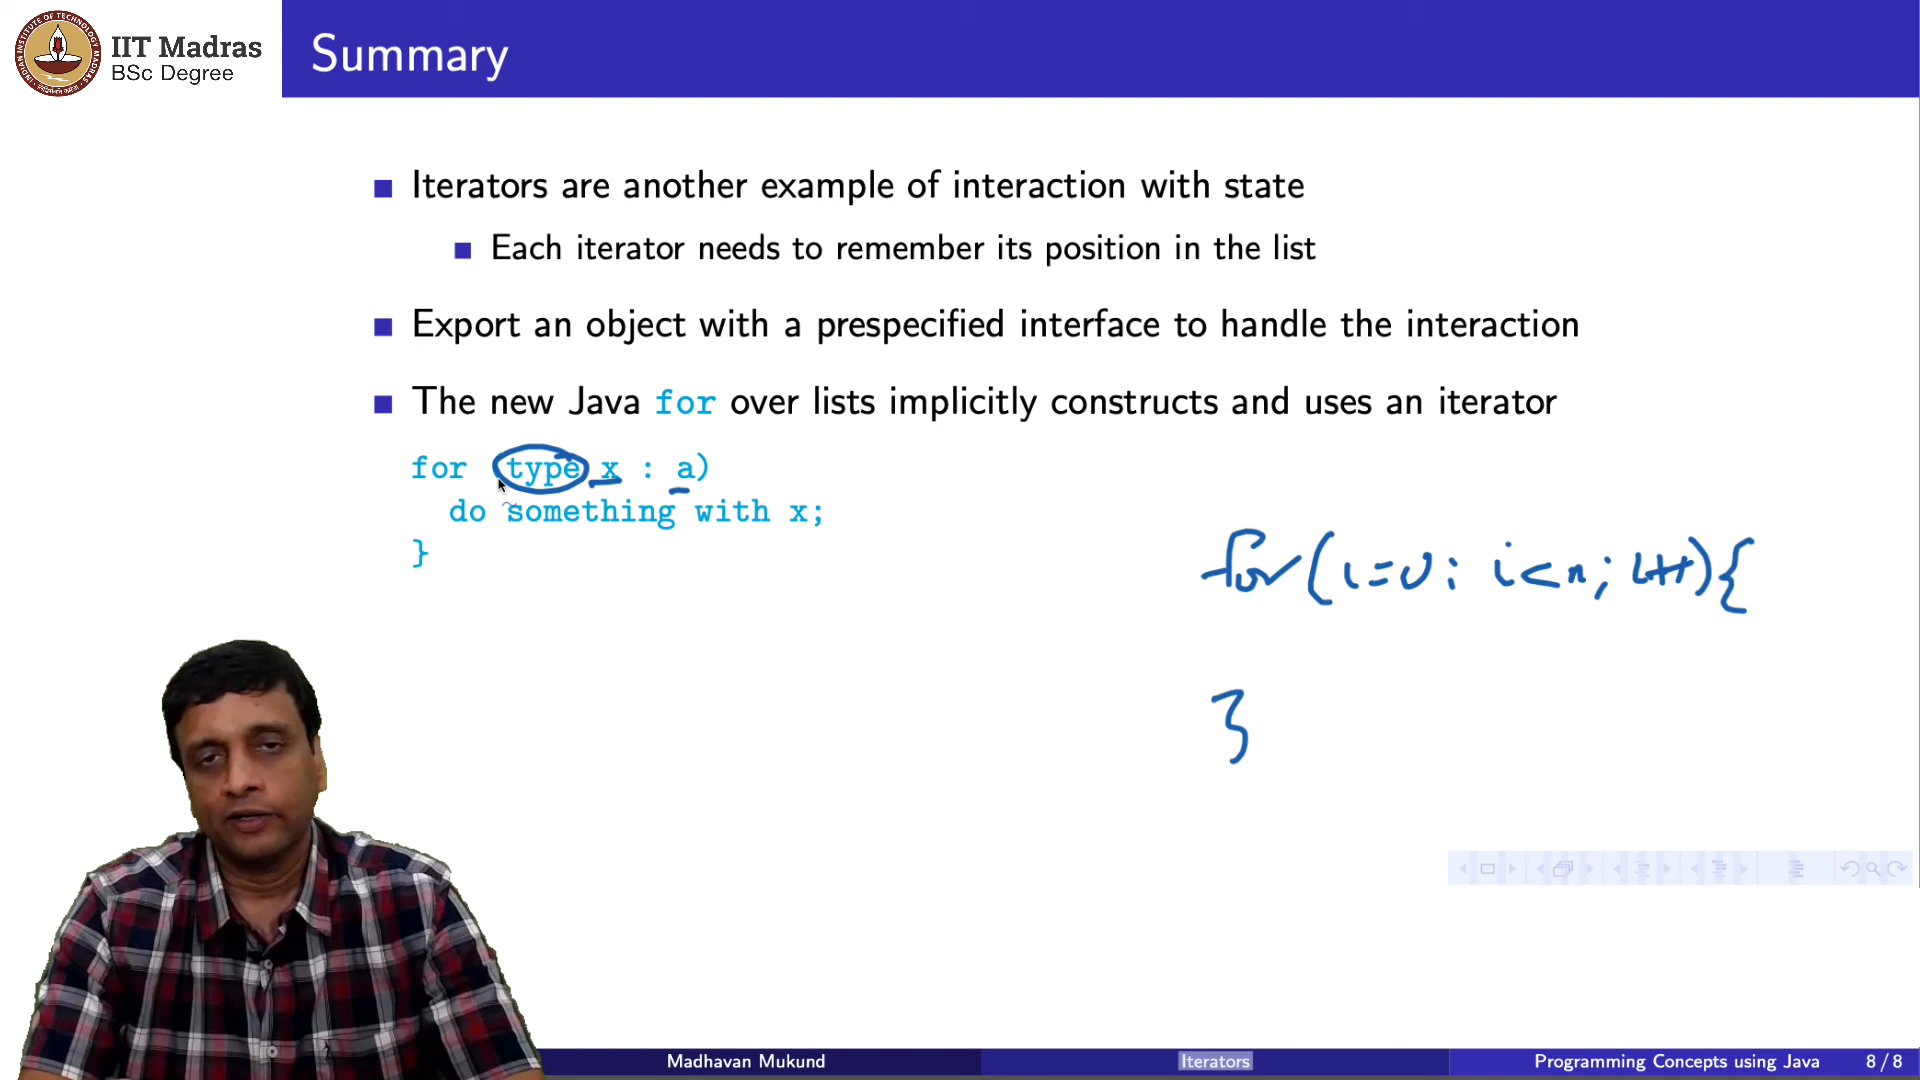 IIT Madras
BSc Degree
Summary
Iterators are another example of interaction with state
Each iterator needs to remember its position in the list
Export an object with a prespecified interface to handle the interaction
The new Java for over lists implicitly constructs and uses an iterator
for (type x : a)
do something with x;
}
for(i=0: i<n; i++){
}
Madhavan Mukund
Iterators
Programming Concepts using Java
8/8